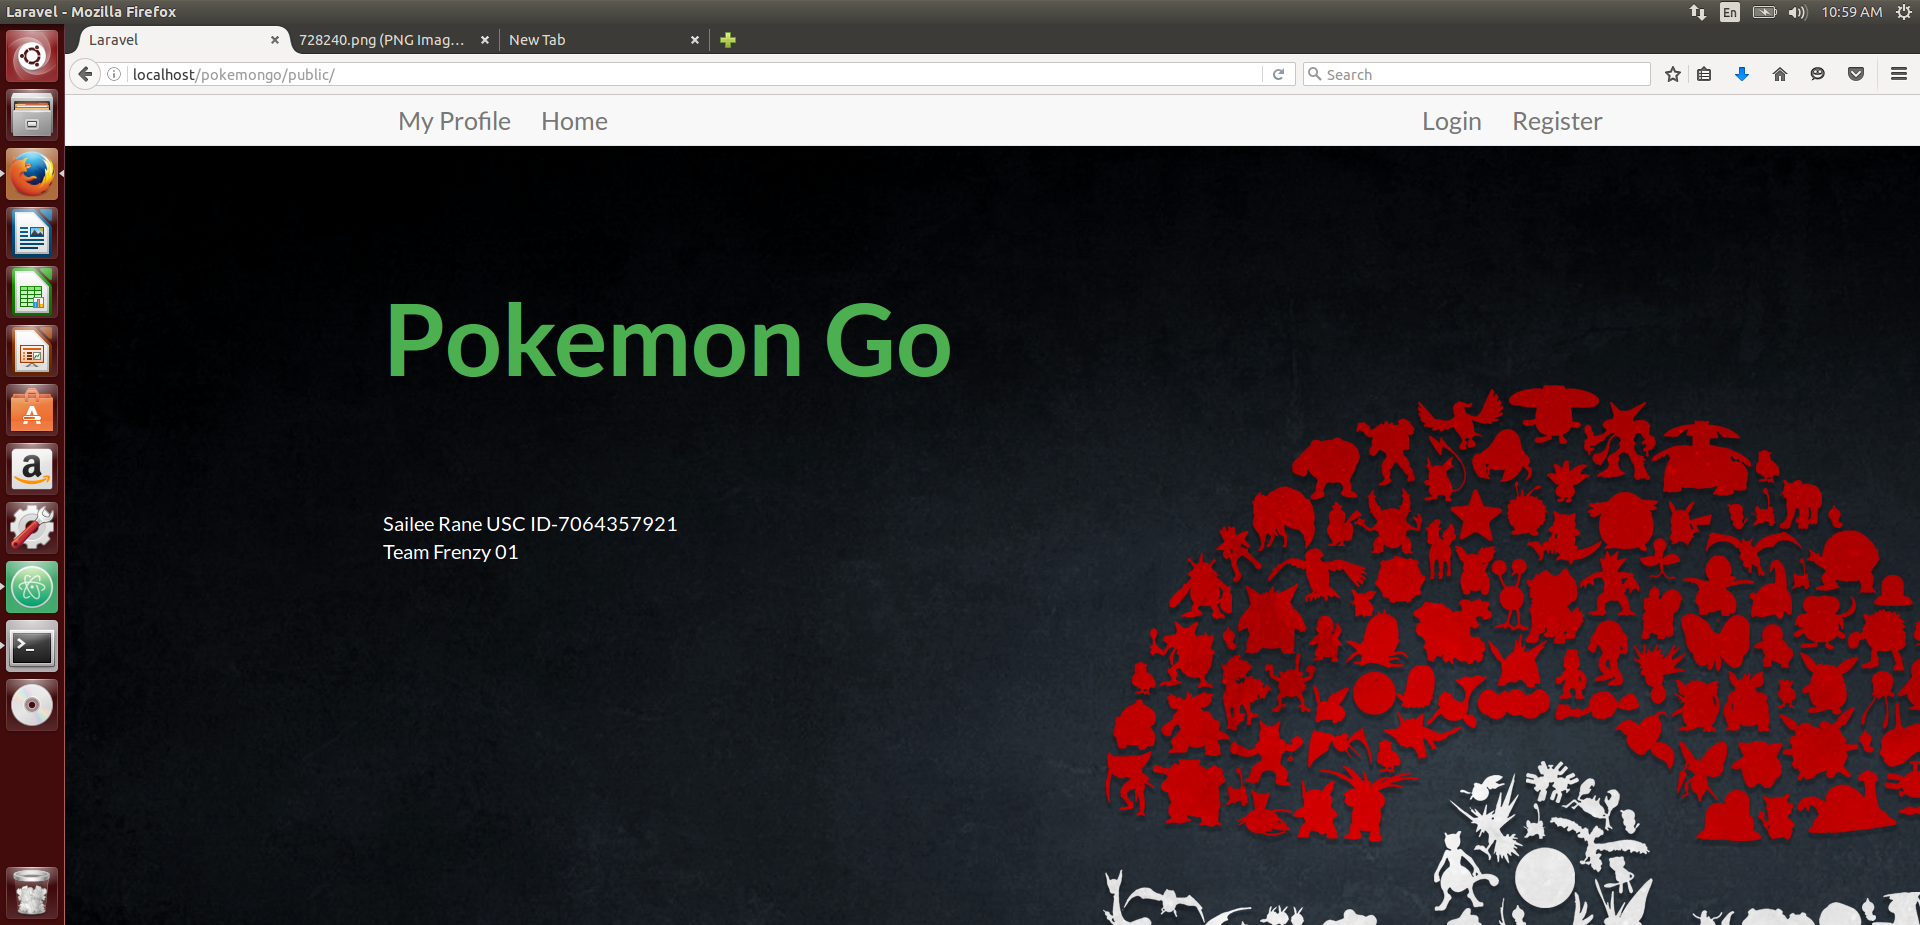 Laravel - Mozilla Firefox
En
10:59 AM
Laravel
728240.png (PNG Imag...
New Tab
localhost/pokemongo/public/
Search
My Profile
Home
Login
Register
Pokemon Go
Sailee Rane USC ID-7064357921
Team Frenzy 01